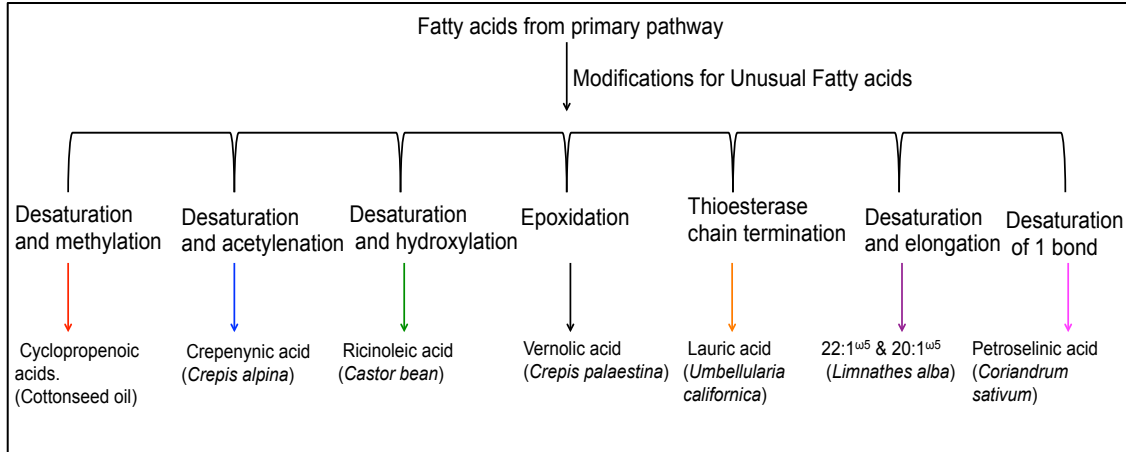 Fatty acids from primary pathway
Modifications for Unusual Fatty acids
Desaturation
and methylation
Desaturation
and acetylenation
Desaturation
and hydroxylation
Epoxidation
Thioesterase
chain termination
Desaturation
and elongation
Desaturation
of 1 bond
Cyclopropenoic
acids.
(Cottonseed oil)
Crepenynic acid
(Crepis alpina)
Ricinoleic acid
(Castor bean)
Vernolic acid
(Crepis palaestina)
Lauric acid
(Umbellularia
californica)
22:1ω5 & 20:1ω5
(Limnathes alba)
Petroselinic acid
(Coriandrum
sativum)